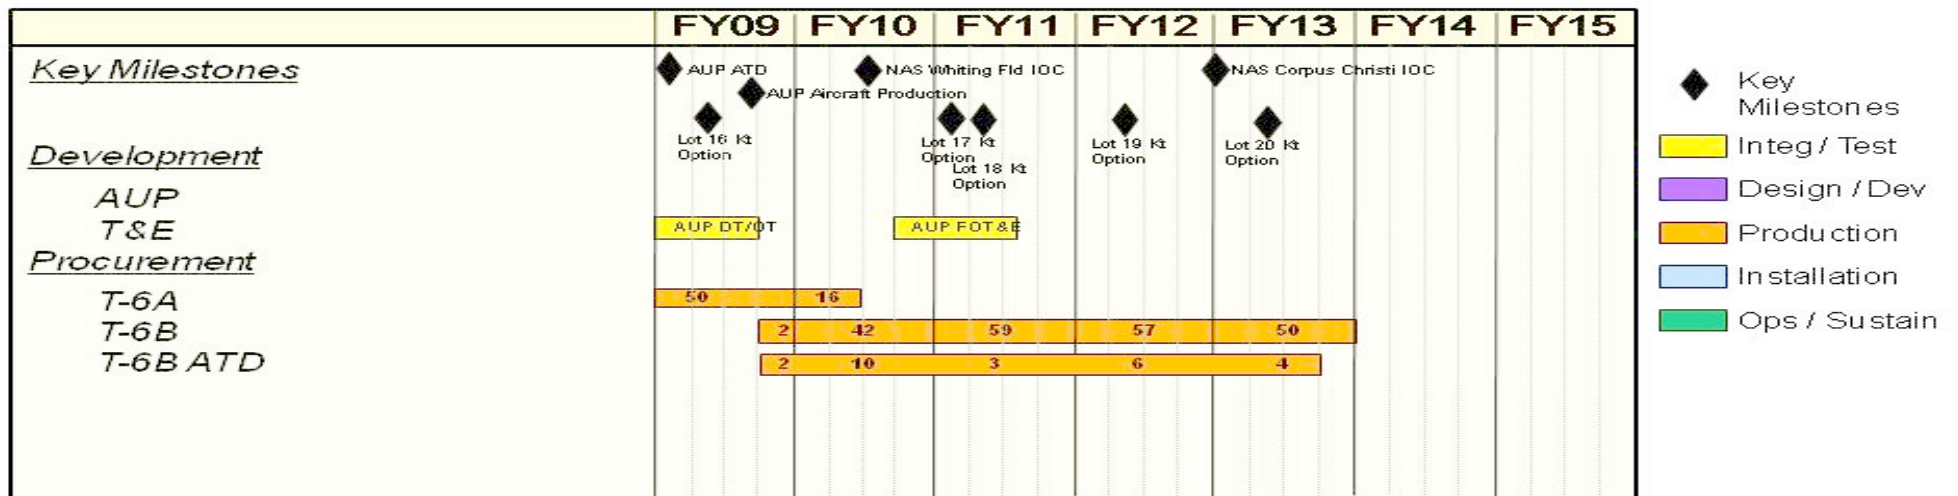 FY09 FY10 FY11 FY12 FY13 FY14 FY15
Key Milestones
AUP ATD
NAS Whiting Fld IOC
NAS Corpus Christi IOC
AUP Aircraft Production
Lot 16 Kt
Option
Lot 17 Kt
Option
Lot 18 Kt
Option
Lot 19 Kt
Option
Lot 20 Kt
Option
Development
AUP
T&E
AUP DT/OT
AUP FOT&E
Procurement
T-6A
50 16
T-6B
2 42 59 57 50
T-6B ATD
2 10 3 6 4
Key
Milestones
Integ / Test
Design / Dev
Production
Installation
Ops / Sustain